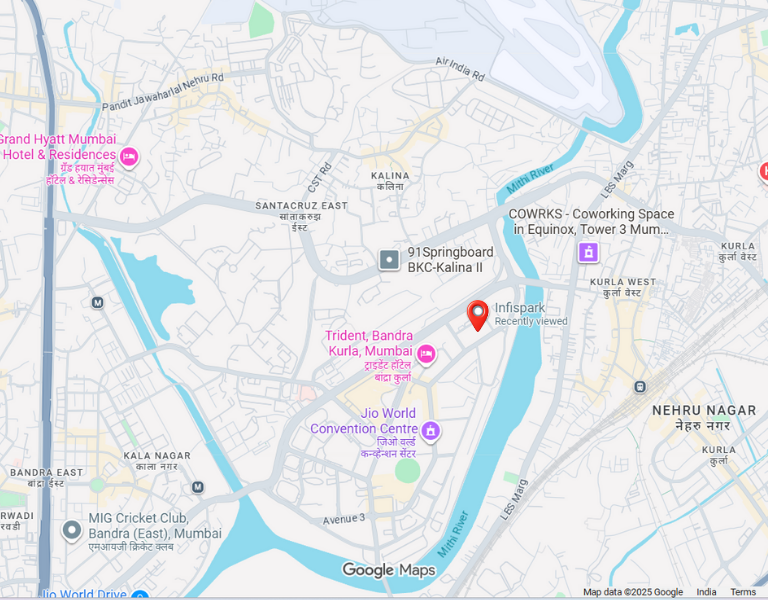 Air India Rd
Pandit Jawaharlal Nehru Rd
Grand Hyatt Mumbai
Hotel & Residences
ग्रँड हयात मुंबई
हॉटेल & रेसिडेन्सेस
CST Rd
KALINA
कलिना
Mithi River
LBS Marg
SANTACRUZ EAST
सांताक्रुझ
ईस्ट
COWRKS - Coworking Space
in Equinox, Tower 3 Mum...
91Springboard
BKC-Kalina II
KURLA
कुर्ला वेस्ट
KURLA WEST
कुर्ला वेस्ट
Infispark
Recently viewed
Trident, Bandra
Kurla, Mumbai
ट्राइडेंट हॉटेल
बांद्रा कुर्ला
Jio World
Convention Centre
जिओ वर्ल्ड
कन्व्हेन्शन सेंटर
NEHRU NAGAR
नेहरु नगर
KURLA
कुर्ला
KALA NAGAR
काला नगर
BANDRA EAST
बांद्रा ईस्ट
LBS Marg
Mithi River
Avenue 3
RWADI
रवडी
MIG Cricket Club,
Bandra (East), Mumbai
एमआयजी क्रिकेट क्लब
Google Maps
Jio World Drive
Map data ©2025 Google India Terms